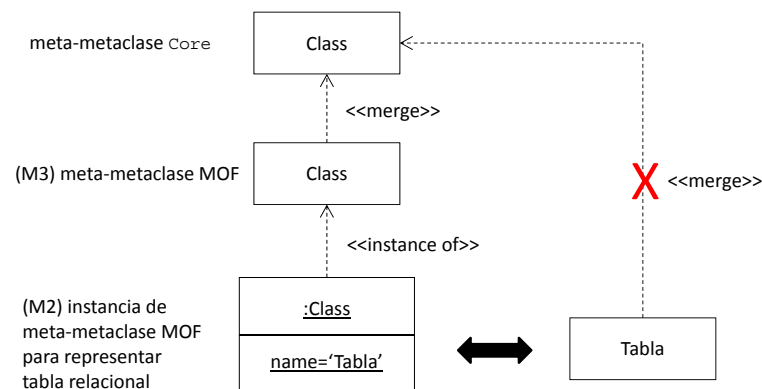 meta-metaclase Core
Class
<<merge>>
(M3) meta-metaclase MOF
Class
X
<<merge>>
<<instance of>>
(M2) instancia de
meta-metaclase MOF
para representar
tabla relacional
:Class
name=‘Tabla’
Tabla